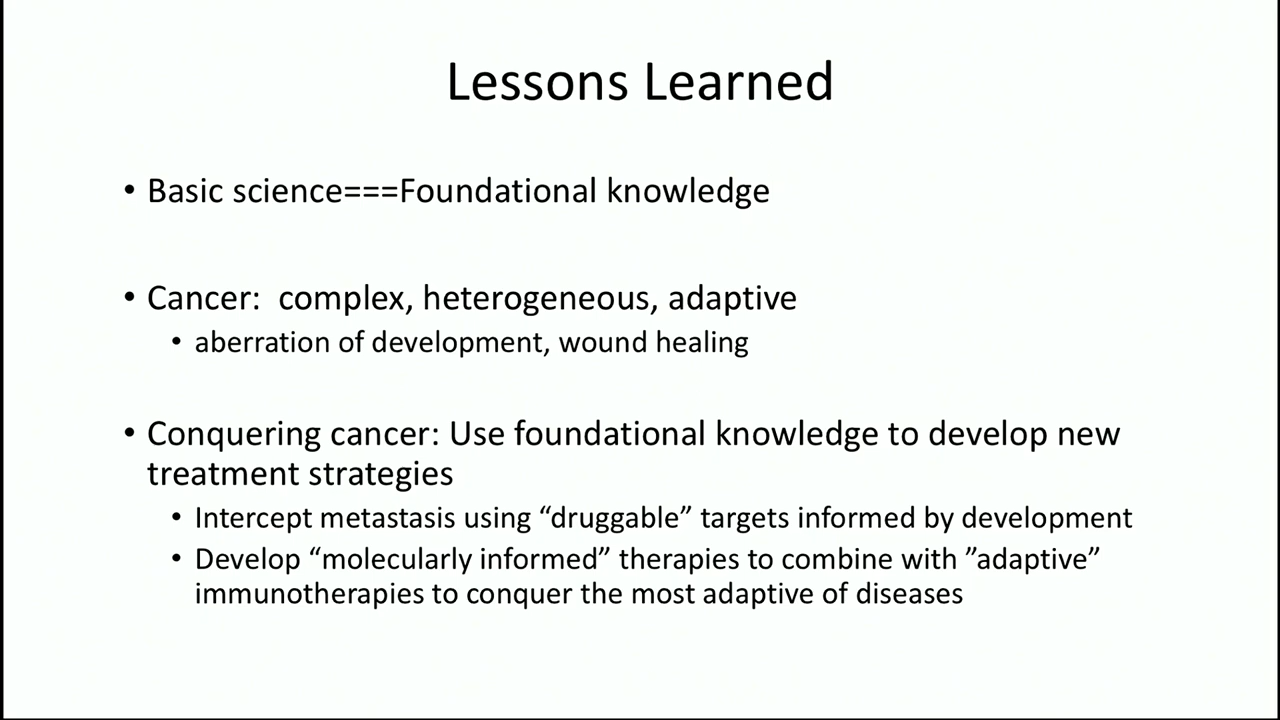 Lessons Learned
• Basic science===Foundational knowledge
• Cancer:  complex, heterogeneous, adaptive
• aberration of development, wound healing
• Conquering cancer: Use foundational knowledge to develop new
treatment strategies
• Intercept metastasis using “druggable” targets informed by development
• Develop “molecularly informed” therapies to combine with ”adaptive”
immunotherapies to conquer the most adaptive of diseases